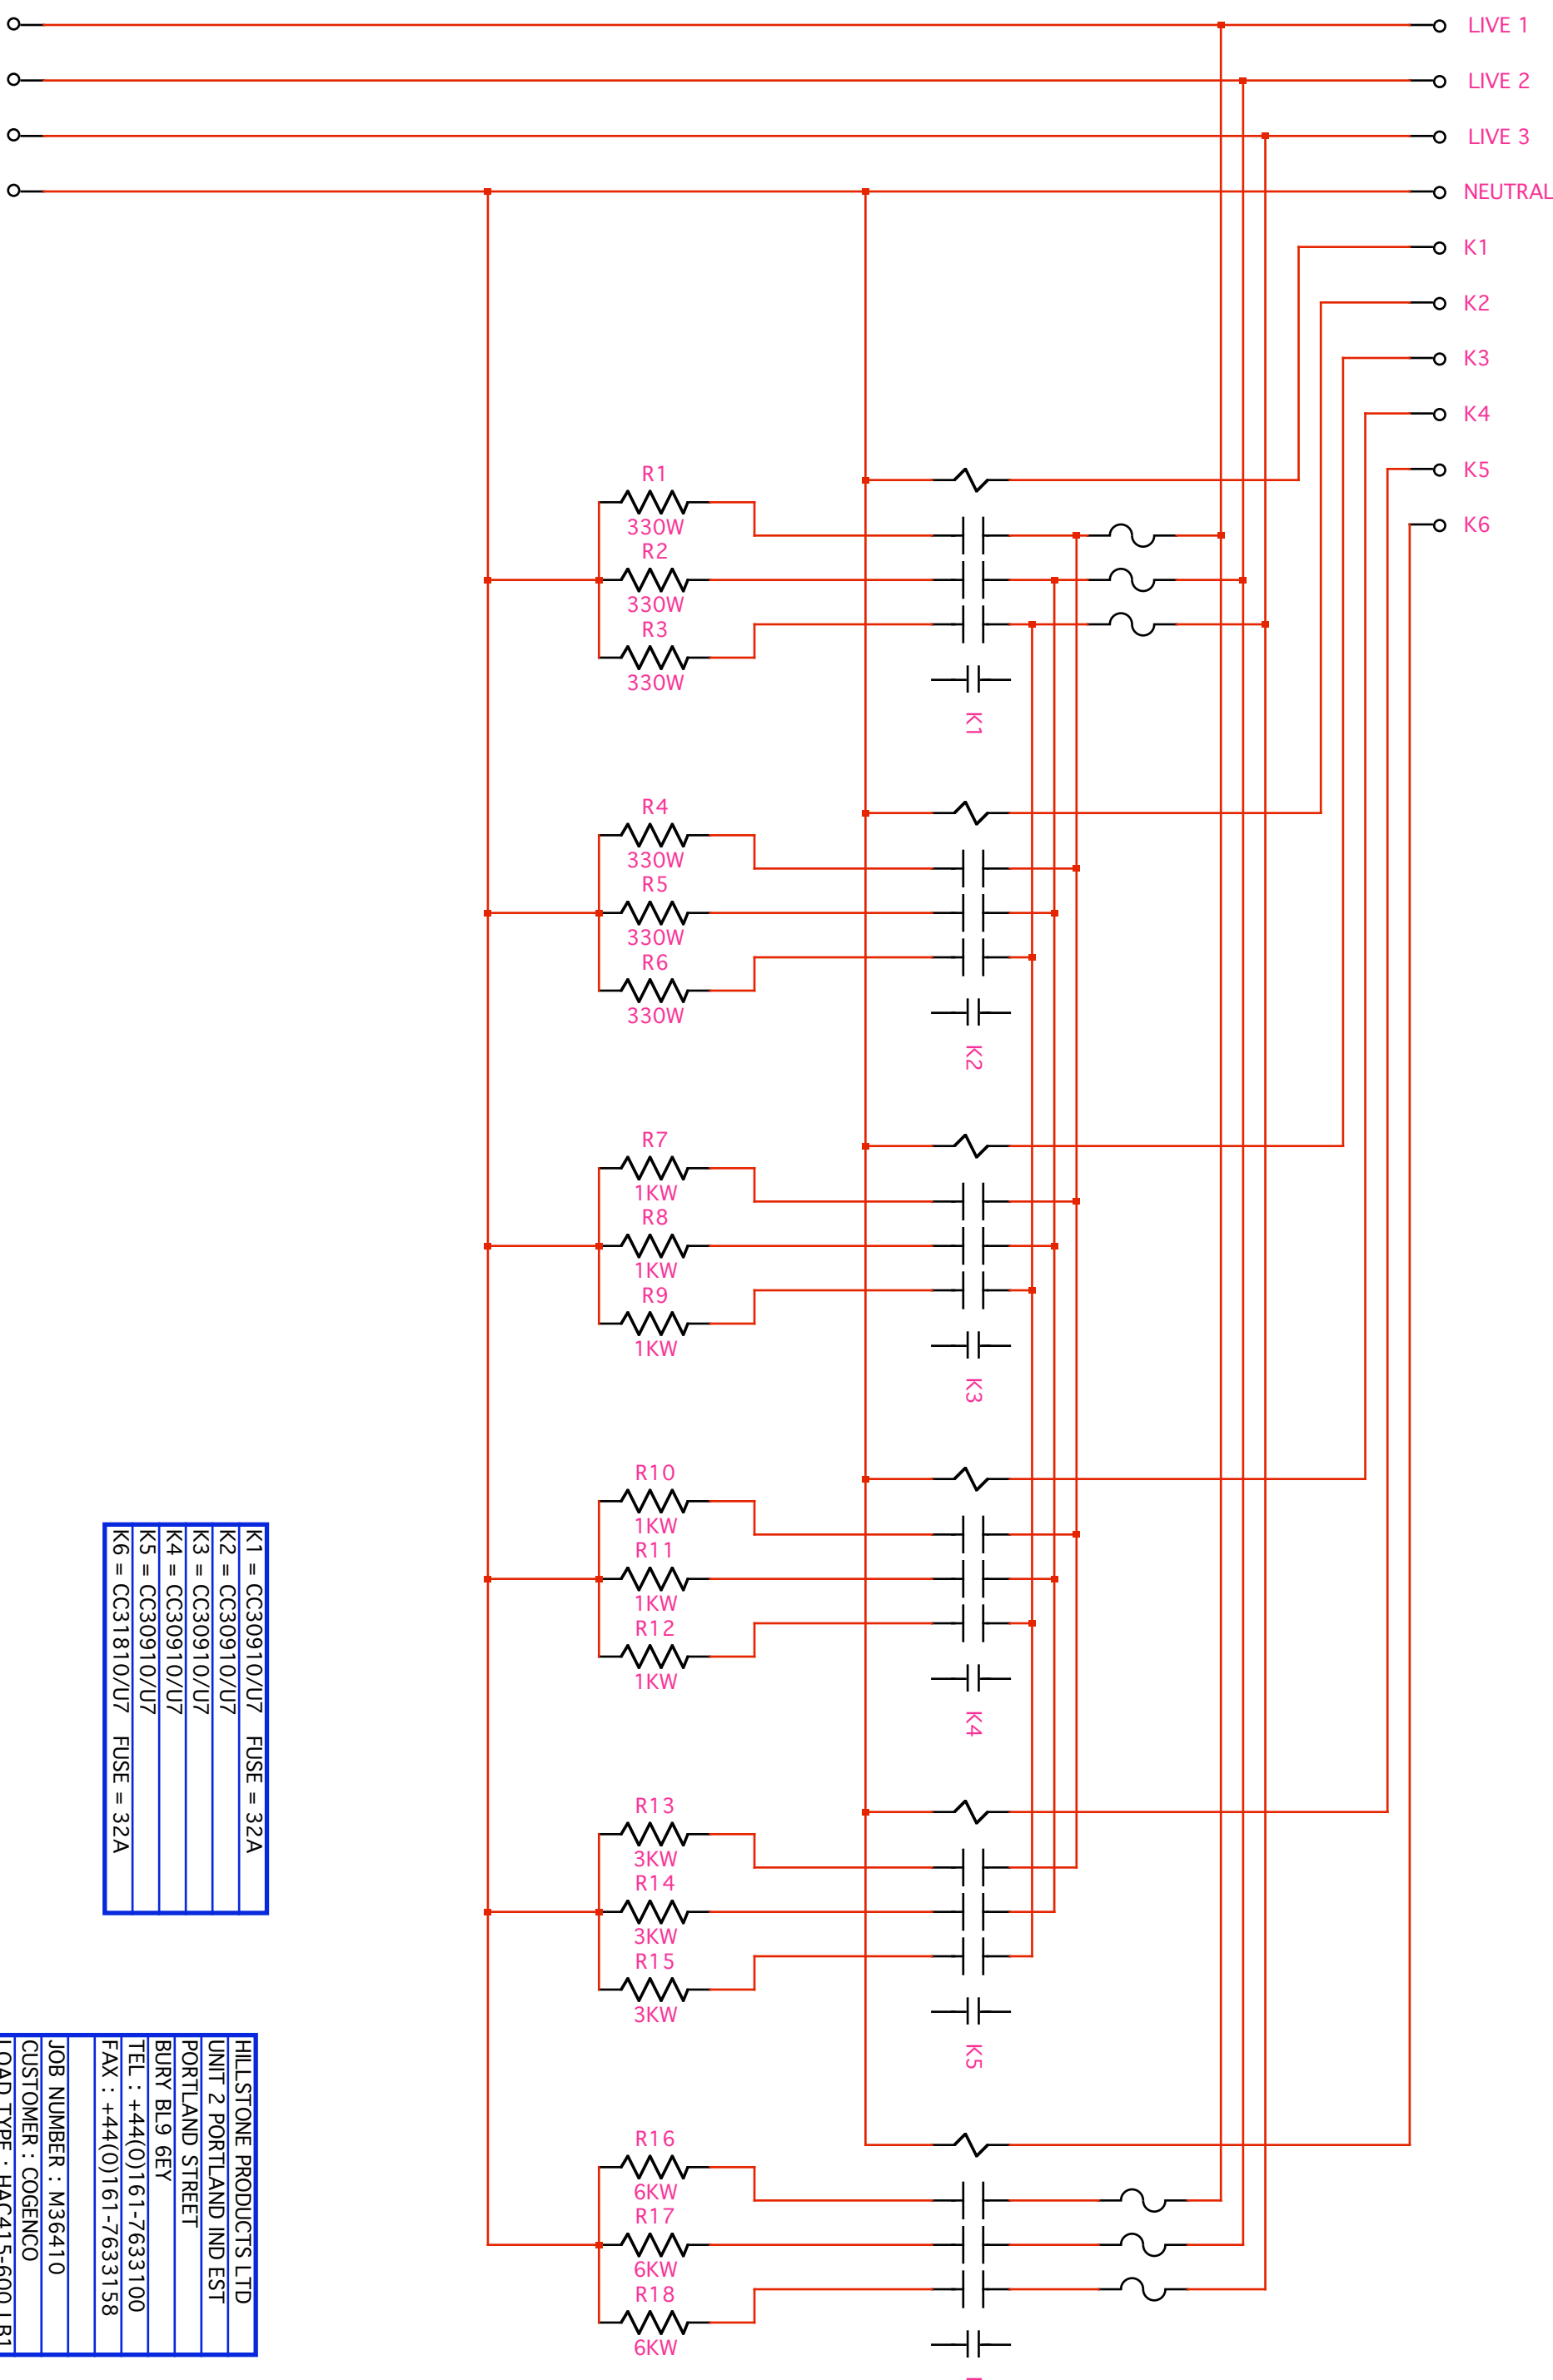 LIVE 1
LIVE 2
LIVE 3
NEUTRAL
K1
K2
K3
K4
K5
K6
R1
330W
R2
330W
R3
330W
K1
R4
330W
R5
330W
R6
330W
K2
R7
1KW
R8
1KW
R9
1KW
K3
R10
1KW
R11
1KW
R12
1KW
K4
R13
3KW
R14
3KW
R15
3KW
K5
R16
6KW
R17
6KW
R18
6KW
K1 = CC30910/U7 FUSE = 32A
K2 = CC30910/U7
K3 = CC30910/U7
K4 = CC30910/U7
K5 = CC30910/U7
K6 = CC31810/U7 FUSE = 32A
HILLSTONE PRODUCTS LTD
UNIT 2 PORTLAND IND EST
PORTLAND STREET
BURY BL9 6EY
TEL : +44(0)161-7633100
FAX : +44(0)161-7633158
JOB NUMBER : M36410
CUSTOMER : COGENCO
LOAD TYPE : HAC415-600 LB1